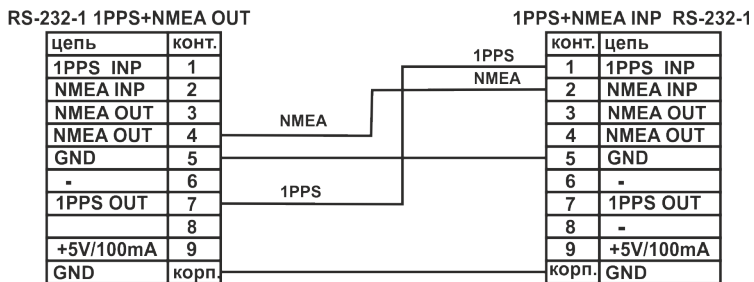 RS-232-1 1PPS+NMEA OUT
цепь конт.
1PPS INP 1
NMEA INP 2
NMEA OUT 3
NMEA OUT 4
GND 5
- 6
1PPS OUT 7
8
+5V/100mA 9
GND корп.
1PPS
NMEA
NMEA
1PPS
1PPS+NMEA INP RS-232-1
конт. цепь
1 1PPS INP
2 NMEA INP
3 NMEA OUT
4 NMEA OUT
5 GND
6 -
7 1PPS OUT
8 -
9 +5V/100mA
корп. GND